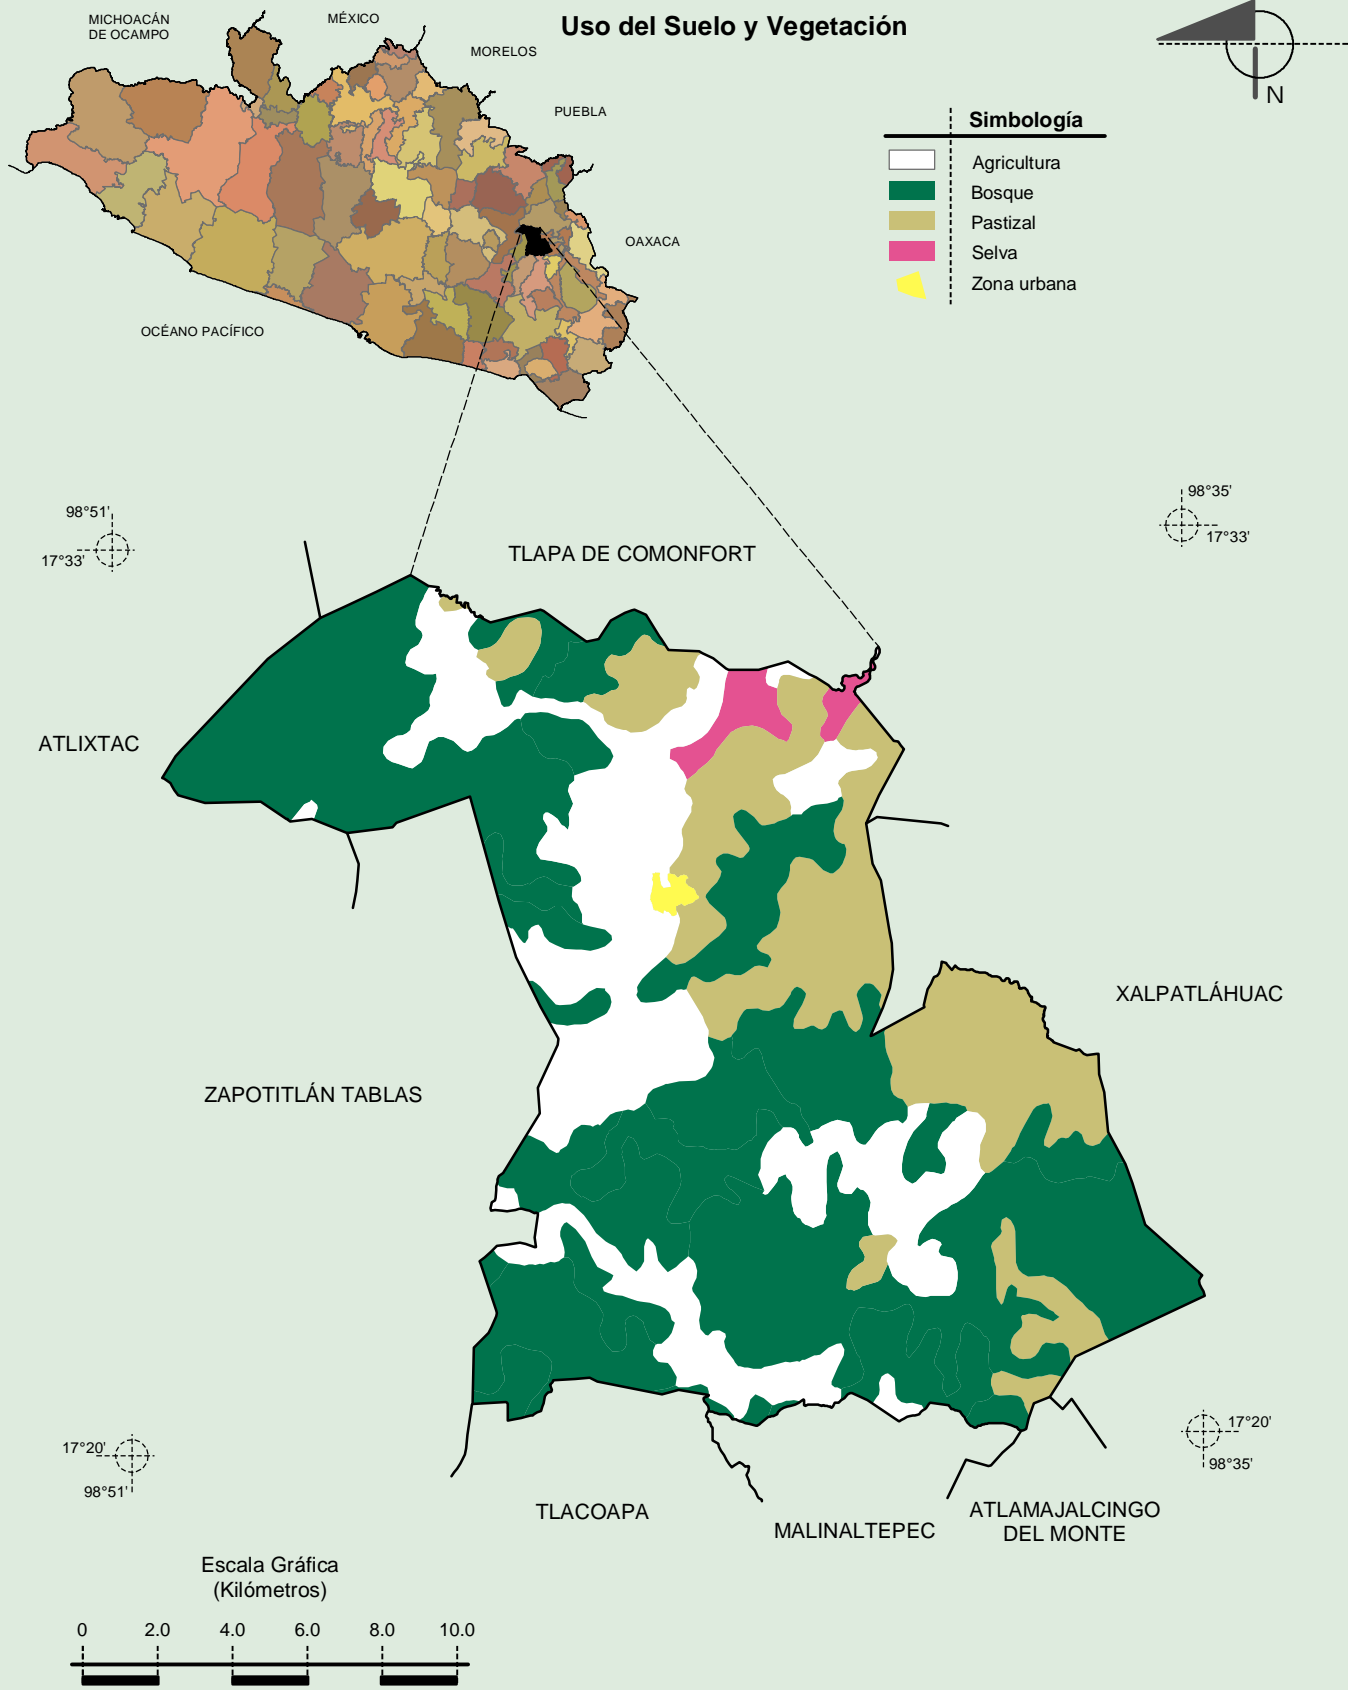 Uso del Suelo y Vegetación
MICHOACÁN
DE OCAMPO
MÉXICO
MORELOS
PUEBLA
OAXACA
OCÉANO PACÍFICO
N
Simbología
Agricultura
Bosque
Pastizal
Selva
Zona urbana
98°51'
17°33'
98°35'
17°33'
TLAPA DE COMONFORT
ATLIXTAC
XALPATLÁHUAC
ZAPOTITLÁN TABLAS
17°20'
98°51'
17°20'
98°35'
TLACOAPA
MALINALTEPEC
ATLAMAJALCINGO
DEL MONTE
Escala Gráfica
(Kilómetros)
0 2.0 4.0 6.0 8.0 10.0